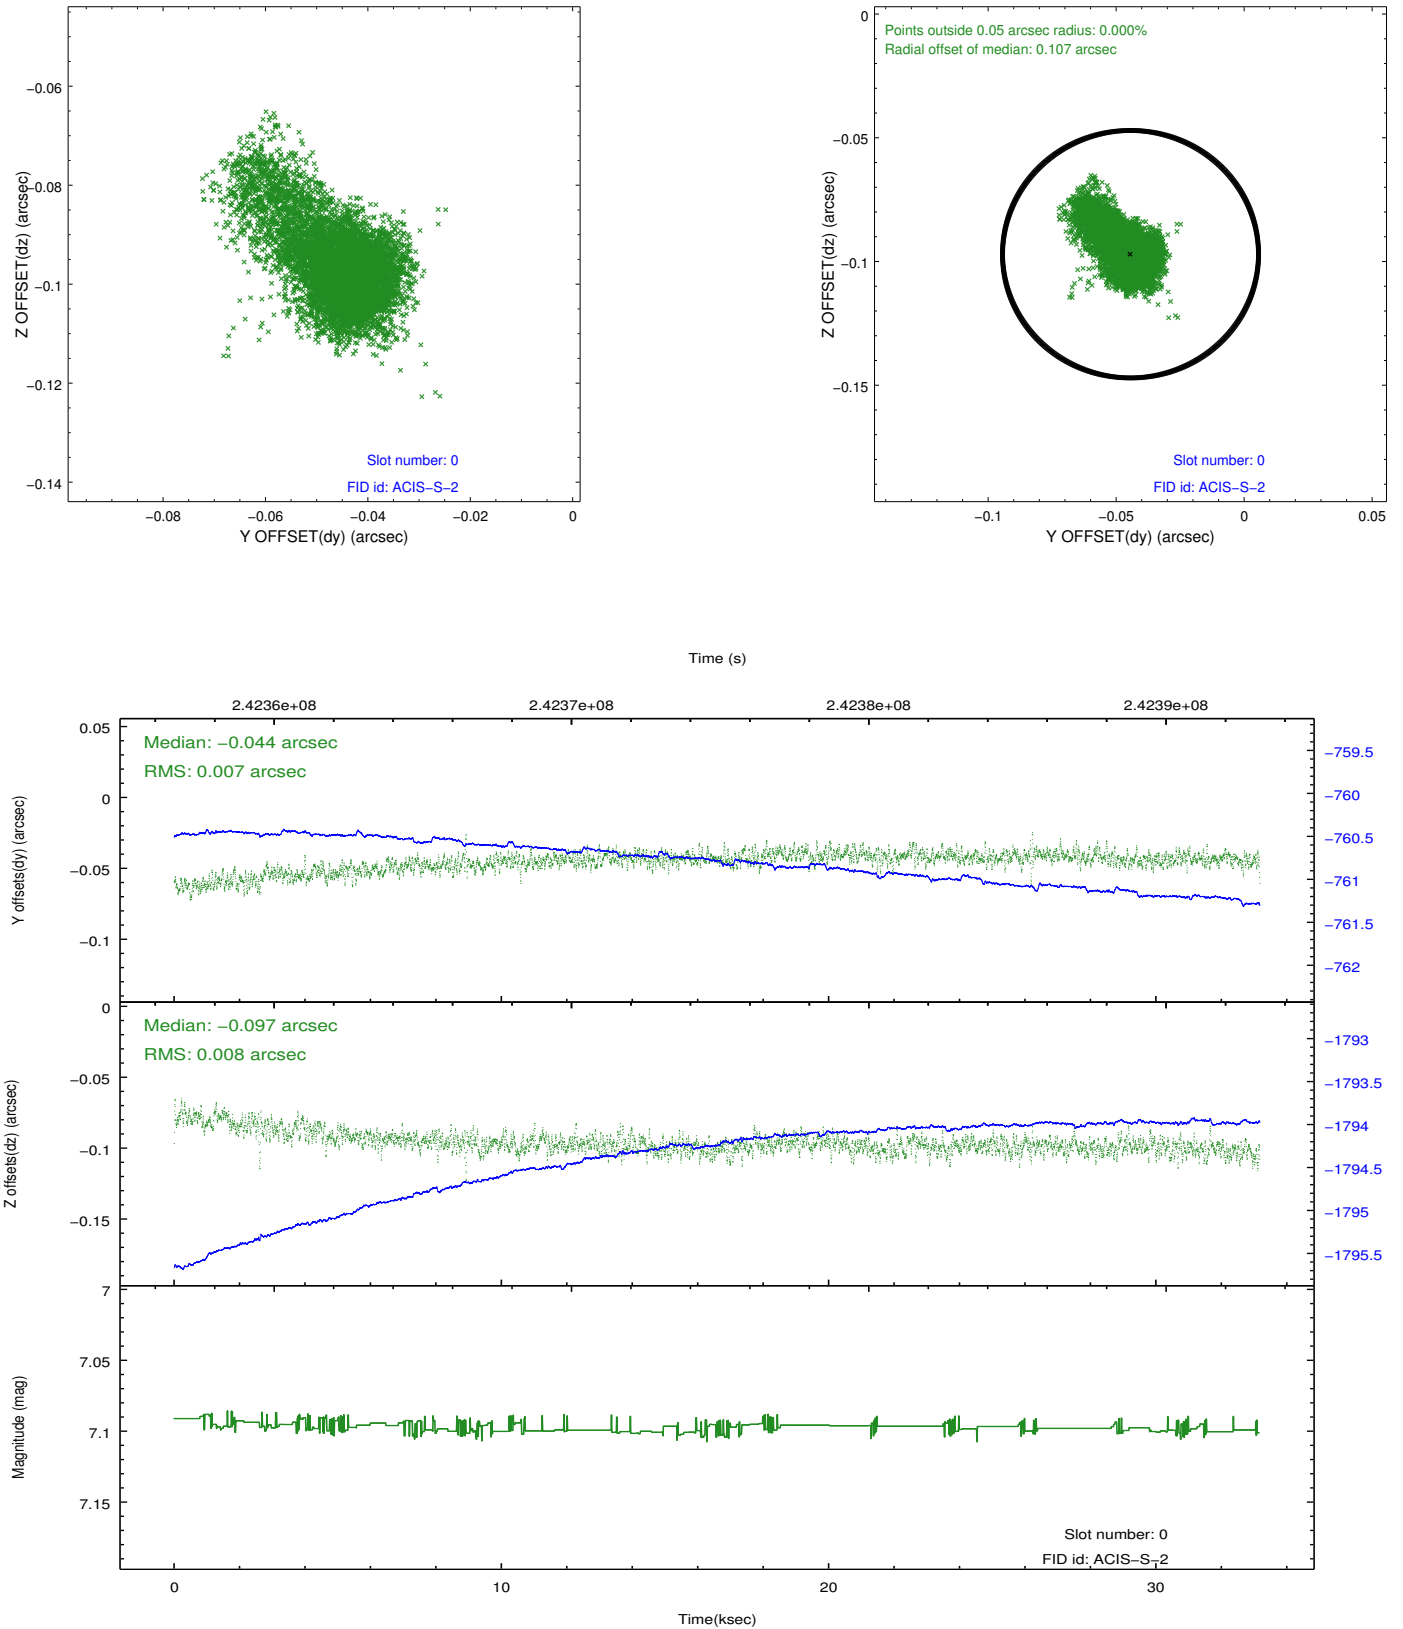 −0.06
−0.08
−0.1
−0.12
−0.14
Z OFFSET(dz) (arcsec)
Slot number: 0
FID id: ACIS−S−2
−0.08 −0.06 −0.04 −0.02 0
Y OFFSET(dy) (arcsec)
Points outside 0.05 arcsec radius: 0.000%
Radial offset of median: 0.107 arcsec
0
−0.05
−0.1
−0.15
Z OFFSET(dz) (arcsec)
Slot number: 0
FID id: ACIS−S−2
−0.1 −0.05 0 0.05
Y OFFSET(dy) (arcsec)
Time (s)
2.4236e+08 2.4237e+08 2.4238e+08 2.4239e+08
Median: −0.044 arcsec
RMS: 0.007 arcsec
0.05
0
−0.05
−0.1
Y offsets(dy) (arcsec)
−759.5
−760
−760.5
−761
−761.5
−762
Median: −0.097 arcsec
RMS: 0.008 arcsec
0
−0.05
−0.1
−0.15
Z offsets(dz) (arcsec)
−1793
−1793.5
−1794
−1794.5
−1795
−1795.5
7
7.05
7.1
7.15
Magnitude (mag)
Slot number: 0
FID id: ACIS−S−2
0 10 20 30
Time(ksec)